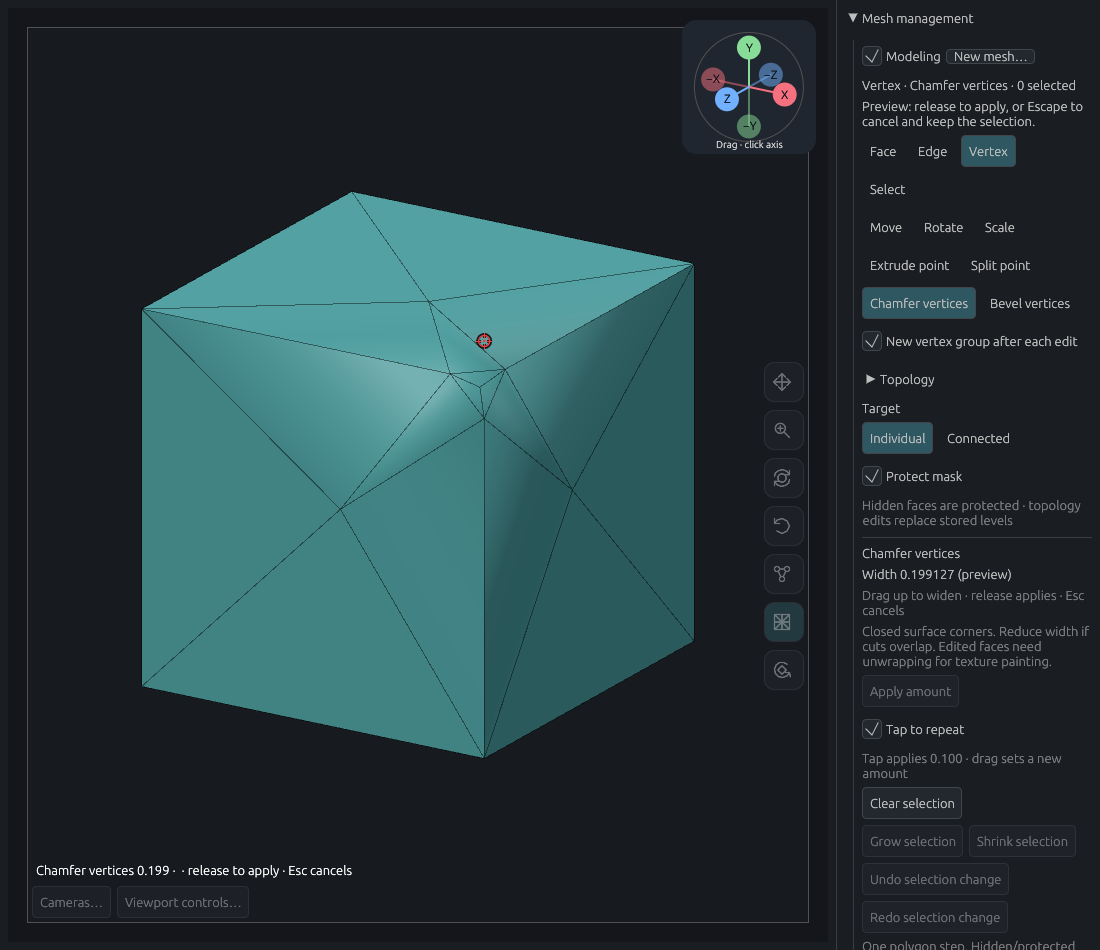 Y
-X
-Z
Z
X
-Y
Drag · click axis
Chamfer vertices 0.199 · · release to apply · Esc cancels
Cameras…
Viewport controls…
Mesh management
Modeling
New mesh…
Vertex · Chamfer vertices · 0 selected
Preview: release to apply, or Escape to
cancel and keep the selection.
Face
Edge
Vertex
Select
Move
Rotate
Scale
Extrude point
Split point
Chamfer vertices
Bevel vertices
New vertex group after each edit
Topology
Target
Individual
Connected
Protect mask
Hidden faces are protected · topology
edits replace stored levels
Chamfer vertices
Width 0.199127 (preview)
Drag up to widen · release applies · Esc
cancels
Closed surface corners. Reduce width if
cuts overlap. Edited faces need
unwrapping for texture painting.
Apply amount
Tap to repeat
Tap applies 0.100 · drag sets a new
amount
Clear selection
Grow selection
Shrink selection
Undo selection change
Redo selection change
One polygon step. Hidden/protected